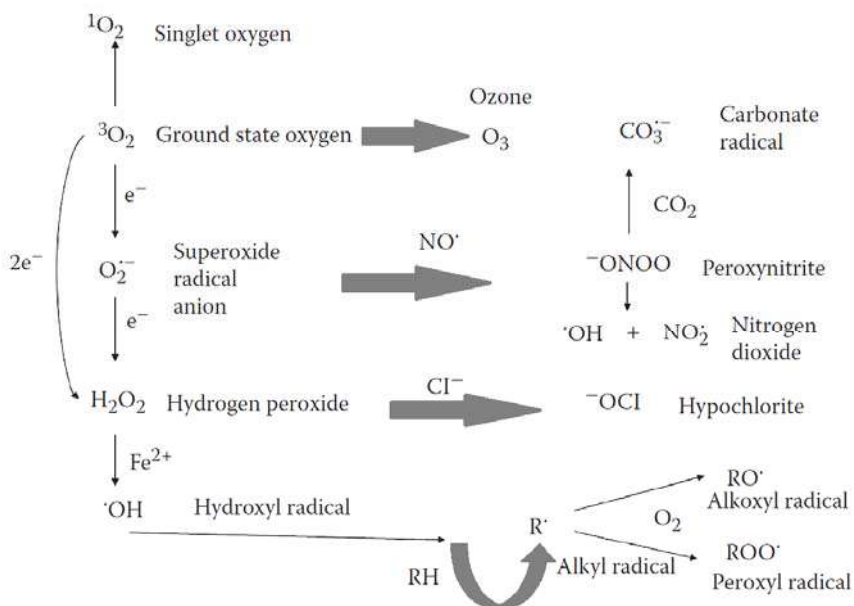 ¹O₂ Singlet oxygen
Ozone
³O₂ Ground state oxygen
O₃
CO₃·⁻
Carbonate
radical
e⁻
CO₂
2e⁻
O₂·⁻
Superoxide
radical
anion
NO·
⁻ONOO Peroxynitrite
e⁻
·OH + NO₂·
Nitrogen
dioxide
H₂O₂ Hydrogen peroxide
CI⁻
⁻OCI Hypochlorite
Fe²⁺
·OH Hydroxyl radical
RH
R·
Alkyl radical
O₂
RO·
Alkoxyl radical
ROO·
Peroxyl radical